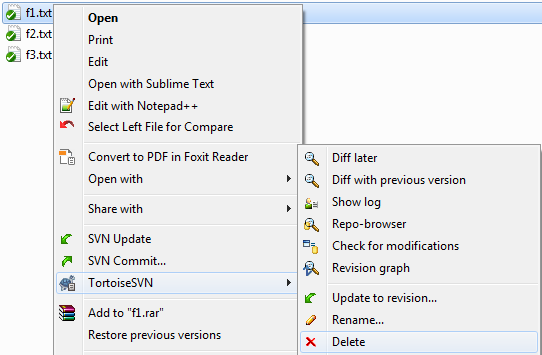 f1.txt
f2.txt
f3.txt
Open
Print
Edit
Open with Sublime Text
Edit with Notepad++
Select Left File for Compare
Convert to PDF in Foxit Reader
Open with
Share with
SVN Update
SVN Commit...
TortoiseSVN
Add to "f1.rar"
Restore previous versions
Diff later
Diff with previous version
Show log
Repo-browser
Check for modifications
Revision graph
Update to revision...
Rename...
Delete